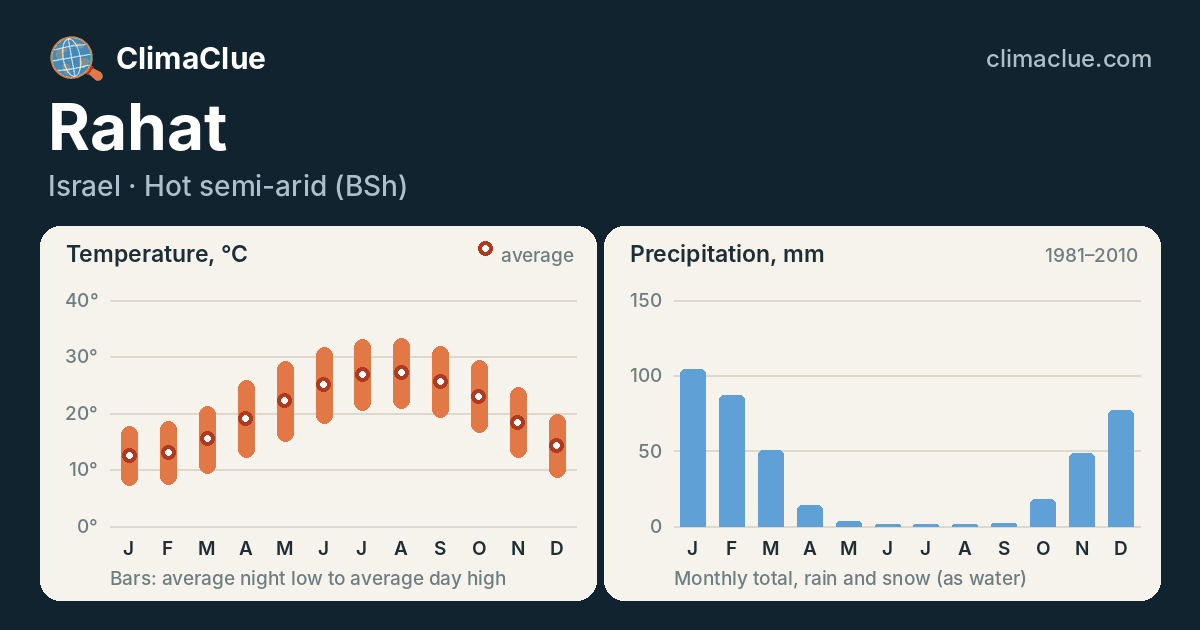 ClimaClue
climaclue.com
Rahat
Israel · Hot semi-arid (BSh)
Temperature, °C
average
40°
30°
20°
10°
0°
J F M A M J J A S O N D
Bars: average night low to average day high
Precipitation, mm
1981–2010
150
100
50
0
J F M A M J J A S O N D
Monthly total, rain and snow (as water)